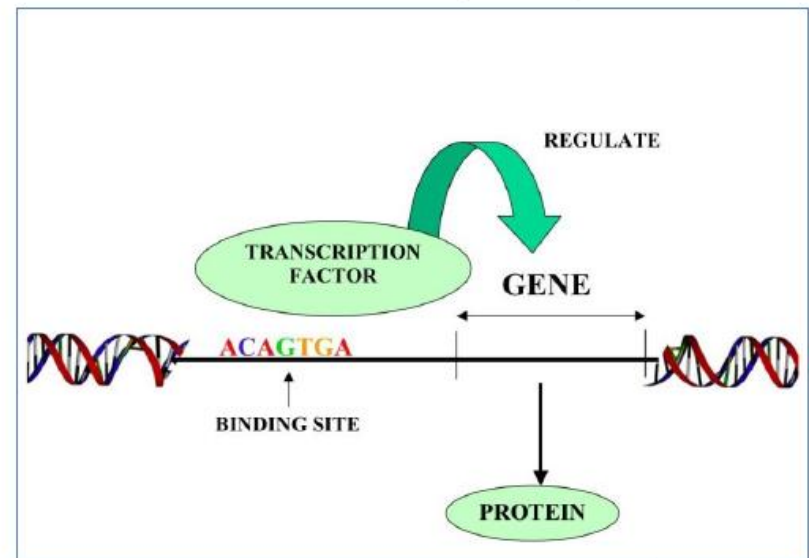 REGULATE
TRANSCRIPTION
FACTOR
GENE
ACAGTGA
BINDING SITE
PROTEIN